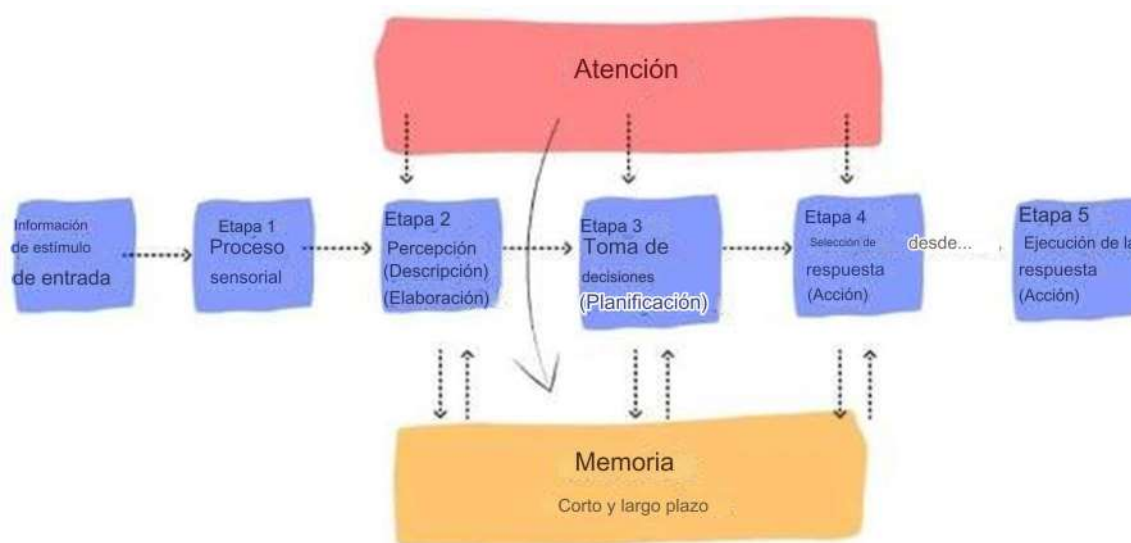 Atención
Información
de estímulo
de entrada
Etapa 1
Proceso
sensorial
Etapa 2
Percepción
(Descripción)
(Elaboración)
Etapa 3
Toma de
decisiones
(Planificación)
Etapa 4
Selección de
respuesta
(Acción)
desde...
Etapa 5
Ejecución de la
respuesta
(Acción)
Memoria
Corto y largo plazo